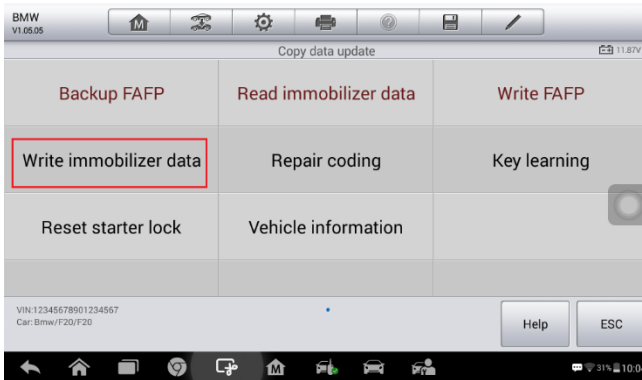 BMW
V1.05.05
Copy data update
11.87V
Backup FAFP
Read immobilizer data
Write FAFP
Write immobilizer data
Repair coding
Key learning
Reset starter lock
Vehicle information
VIN:12345678901234567
Car: Bmw/F20/F20
Help
ESC
31%